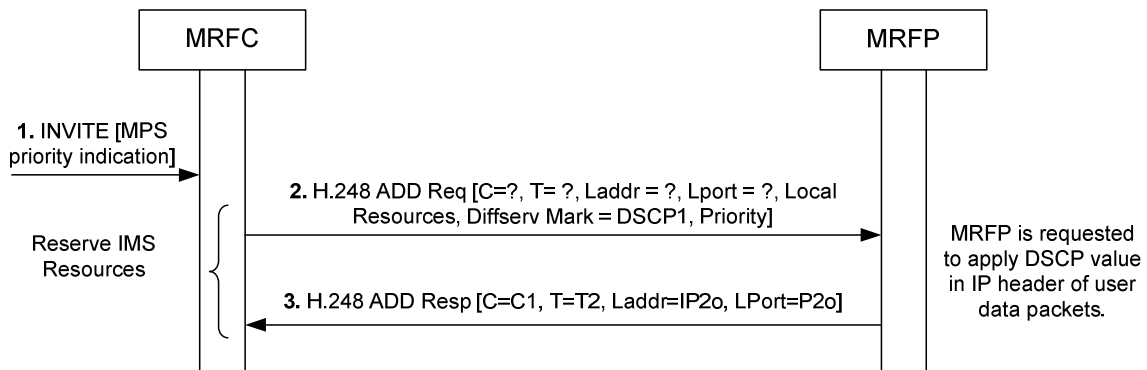 MRFC
MRFP
1. INVITE [MPS
priority indication]
2. H.248 ADD Req [C=?, T= ?, Laddr = ?, Lport = ?, Local
Resources, Diffserv Mark = DSCP1, Priority]
Reserve IMS
Resources
MRFP is requested
to apply DSCP value
in IP header of user
data packets.
3. H.248 ADD Resp [C=C1, T=T2, Laddr=IP2o, LPort=P2o]